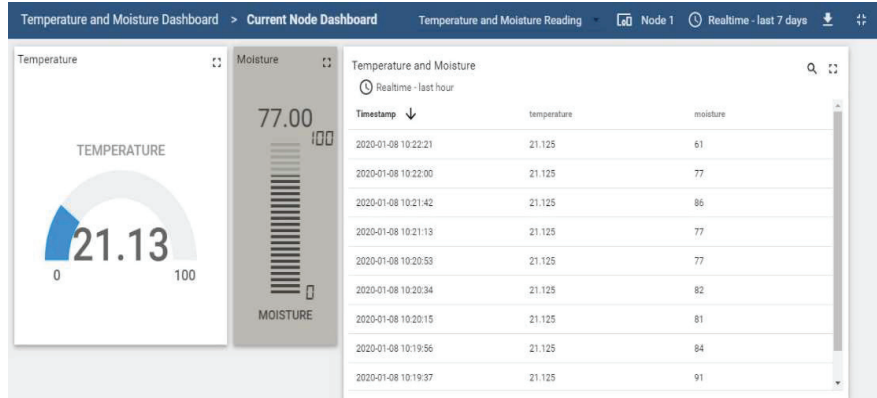 Temperature and Moisture Dashboard > Current Node Dashboard Temperature and Moisture Reading Node 1 Realtime - last 7 days
Temperature
TEMPERATURE
21.13
0 100
Moisture
77.00
100
0
MOISTURE
Temperature and Moisture
Realtime - last hour
Timestamp temperature moisture
2020-01-08 10:22:21 21.125 61
2020-01-08 10:22:00 21.125 77
2020-01-08 10:21:42 21.125 86
2020-01-08 10:21:13 21.125 77
2020-01-08 10:20:53 21.125 77
2020-01-08 10:20:34 21.125 82
2020-01-08 10:20:15 21.125 81
2020-01-08 10:19:56 21.125 84
2020-01-08 10:19:37 21.125 91